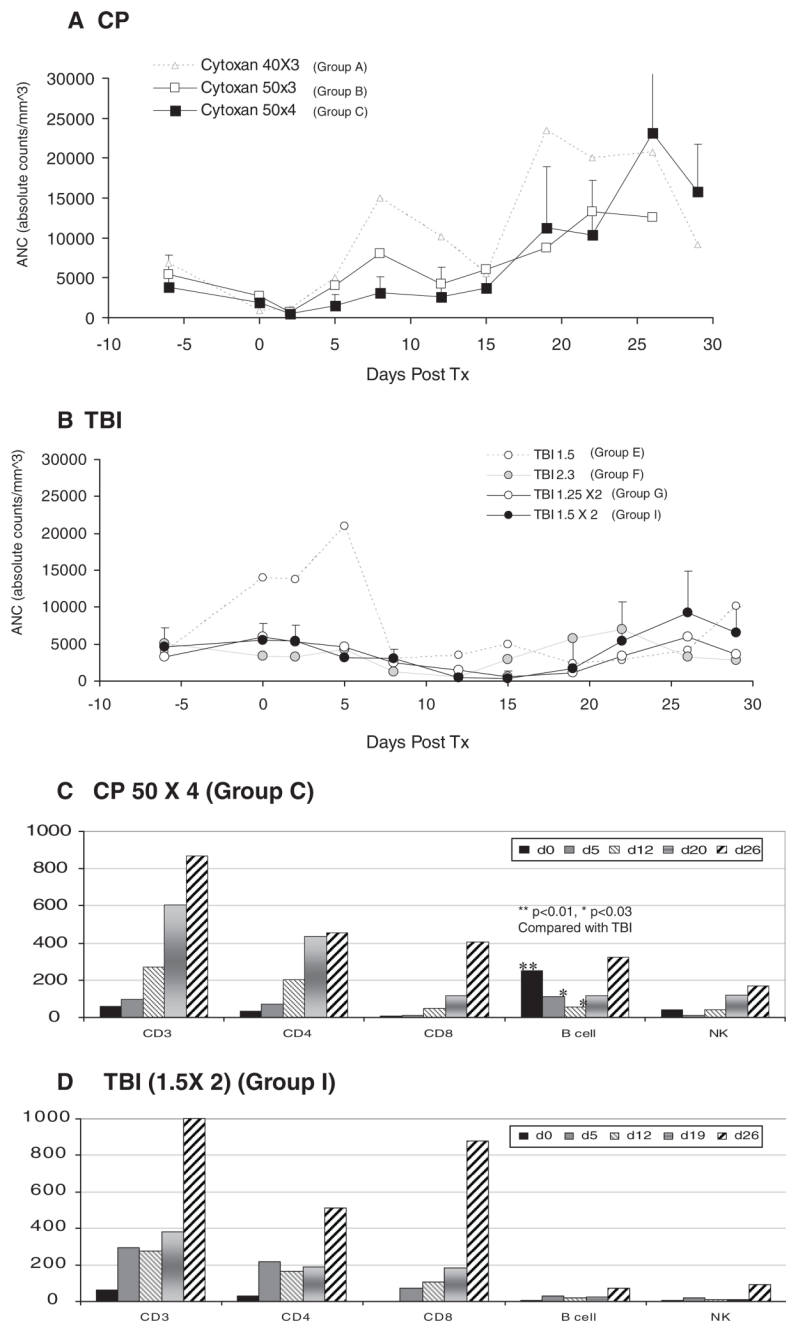 A CP
Cytoxan 40X3 (Group A)
Cytoxan 50x3 (Group B)
Cytoxan 50x4 (Group C)
ANC (absolute counts/mm^3)
30000
25000
20000
15000
10000
5000
0
-10 -5 0 5 10 15 20 25 30
Days Post Tx
B TBI
TBI 1.5 (Group E)
TBI 2.3 (Group F)
TBI 1.25 X2 (Group G)
TBI 1.5 X 2 (Group I)
ANC (absolute counts/mm^3)
30000
25000
20000
15000
10000
5000
0
-10 -5 0 5 10 15 20 25 30
Days Post Tx
C CP 50 X 4 (Group C)
d0 d5 d12 d20 d26
** p<0.01, * p<0.03
Compared with TBI
1000
800
600
400
200
0
**
*
*
CD3 CD4 CD8 B cell NK
D TBI (1.5X 2) (Group I)
d0 d5 d12 d19 d26
1000
800
600
400
200
0
CD3 CD4 CD8 B cell NK